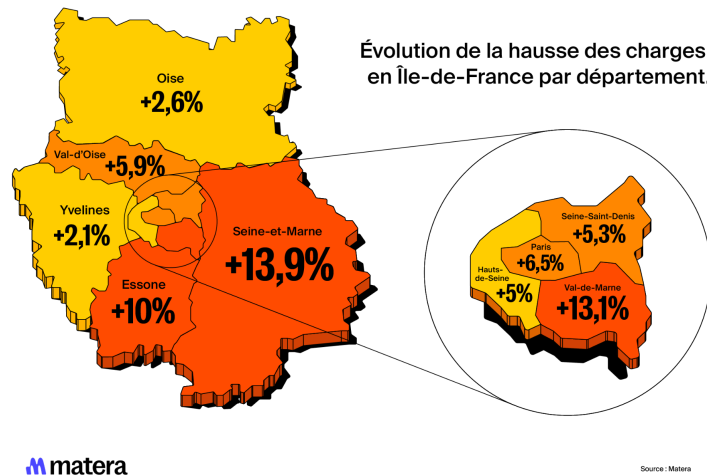 Évolution de la hausse des charges
en Île-de-France par département.
Oise
+2,6%
Val-d'Oise
+5,9%
Yvelines
+2,1%
Seine-et-Marne
+13,9%
Essone
+10%
Seine-Saint-Denis
+5,3%
Paris
+6,5%
Hauts-
de-Seine
+5%
Val-de-Marne
+13,1%
matera
Source : Matera